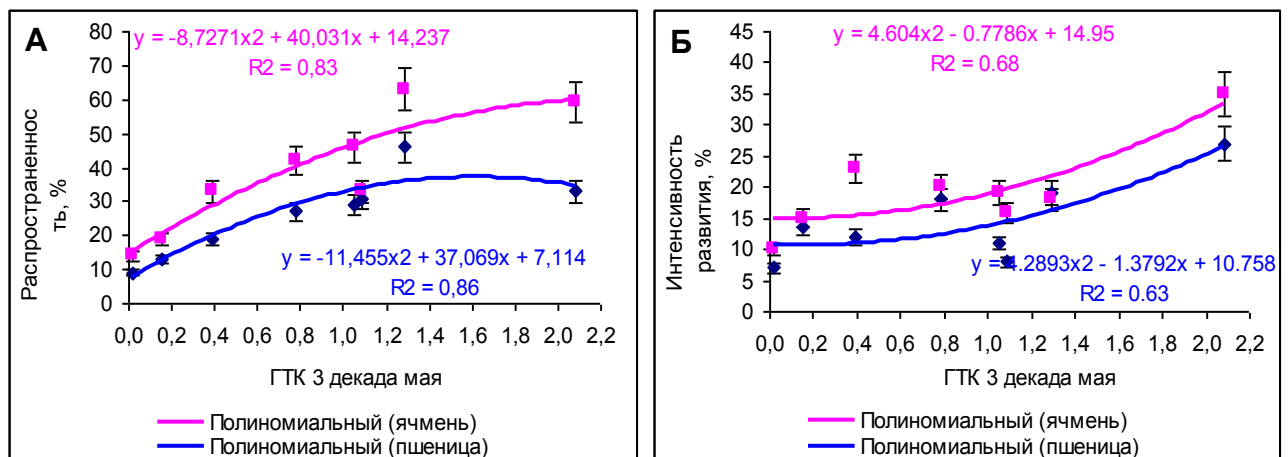 А
y = -8,7271x2 + 40,031x + 14,237
R2 = 0,83
80
70
60
50
40
30
20
10
0
Распространеннос
ть, %
y = -11,455x2 + 37,069x + 7,114
R2 = 0,86
0,0 0,2 0,4 0,6 0,8 1,0 1,2 1,4 1,6 1,8 2,0 2,2
ГТК 3 декада мая
Полиномиальный (ячмень)
Полиномиальный (пшеница)
Б
y = 4.604x2 - 0.7786x + 14.95
R2 = 0.68
45
40
35
30
25
20
15
10
5
0
Интенсивность
развития, %
y = 4.2893x2 - 1.3792x + 10.758
R2 = 0.63
0,0 0,2 0,4 0,6 0,8 1,0 1,2 1,4 1,6 1,8 2,0 2,2
ГТК 3 декада мая
Полиномиальный (ячмень)
Полиномиальный (пшеница)